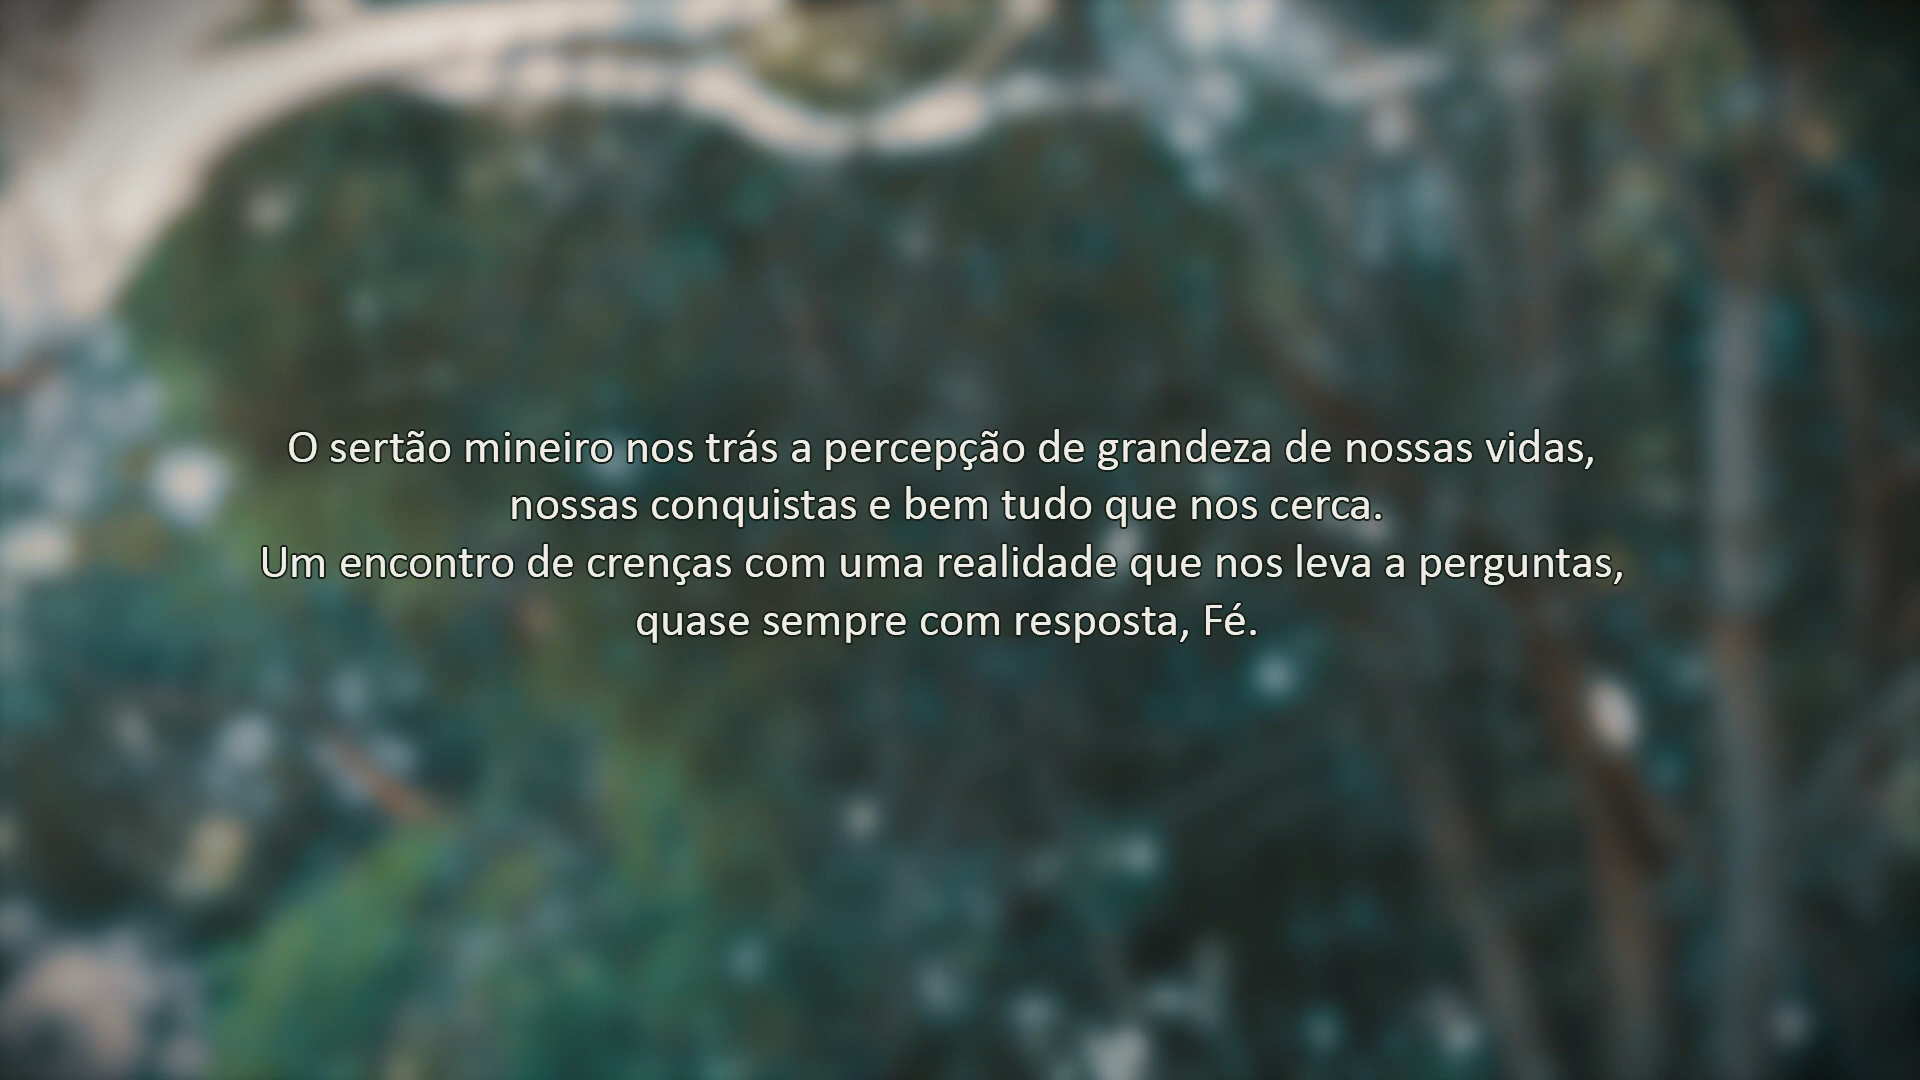 O sertão mineiro nos trás a percepção de grandeza de nossas vidas,
nossas conquistas e bem tudo que nos cerca.
Um encontro de crenças com uma realidade que nos leva a perguntas,
quase sempre com resposta, Fé.